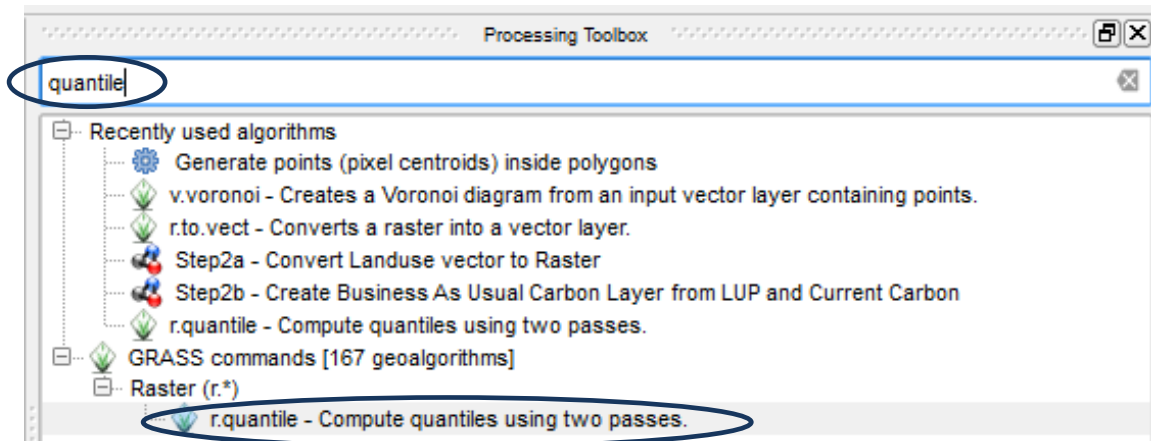 Processing Toolbox
quantile
Recently used algorithms
Generate points (pixel centroids) inside polygons
v.voronoi - Creates a Voronoi diagram from an input vector layer containing points.
r.to.vect - Converts a raster into a vector layer.
Step2a - Convert Landuse vector to Raster
Step2b - Create Business As Usual Carbon Layer from LUP and Current Carbon
r.quantile - Compute quantiles using two passes.
GRASS commands [167 geoalgorithms]
Raster (r.*)
r.quantile - Compute quantiles using two passes.